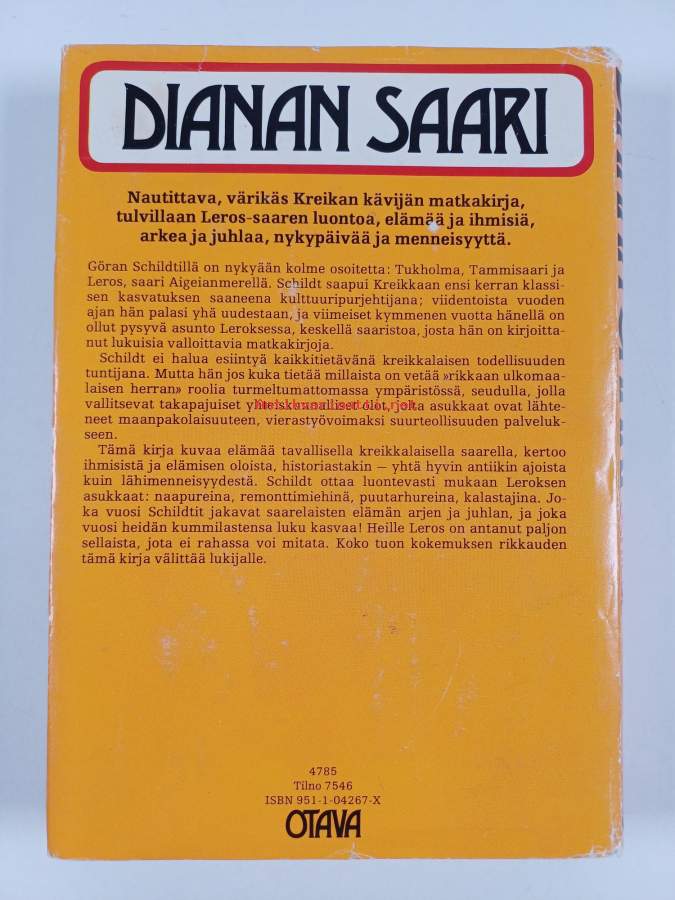 DIANAN SAARI
Nautittava, värikäs Kreikan kävijän matkakirja,
tulvillaan Leros-saaren luontoa, elämää ja ihmisiä,
arkea ja juhlaa, nykypäivää ja menneisyyttä.
Göran Schildtillä on nykyään kolme osoitetta: Tukholma, Tammisaari ja
Leros, saari Aigeianmerellä. Schildt saapui Kreikkaan ensi kerran klassi-
sen kasvatuksen saaneena kulttuuripurjehtijana; viidentoista vuoden
ajan hän palasi yhä uudestaan, ja viimeiset kymmenen vuotta hänellä on
ollut pysyvä asunto Leroksessa, keskellä saaristoa, josta hän on kirjoitta-
nut lukuisia valloittavia matkakirjoja.
Schildt ei halua esiintyä kaikkitietävänä kreikkalaisen todellisuuden
tuntijana. Mutta hän jos kuka tietää millaista on vetää »rikkaan ulkomaa-
laisen herran» roolia turmeltumattomassa ympäristössä, seudulla, jolla
vallitsevat takapajuiset yhteiskunnalliset olot, jolta asukkaat ovat lähte-
neet maanpakolaisuuteen, vierastyövoimaksi suurteollisuuden palveluk-
seen.
Tämä kirja kuvaa elämää tavallisella kreikkalaisella saarella, kertoo
ihmisistä ja elämisen oloista, historiastakin – yhtä hyvin antiikin ajoista
kuin lähimenneisyydestä. Schildt ottaa luontevasti mukaan Leroksen
asukkaat: naapureina, remonttimiehinä, puutarhureina, kalastajina. Jo-
ka vuosi Schildtit jakavat saarelaisten elämän arjen ja juhlan, ja joka
vuosi heidän kummilastensa luku kasvaa! Heille Leros on antanut paljon
sellaista, jota ei rahassa voi mitata. Koko tuon kokemuksen rikkauden
tämä kirja välittää lukijalle.
4785
Tilno 7546
ISBN 951-1-04267-X
OTAVA